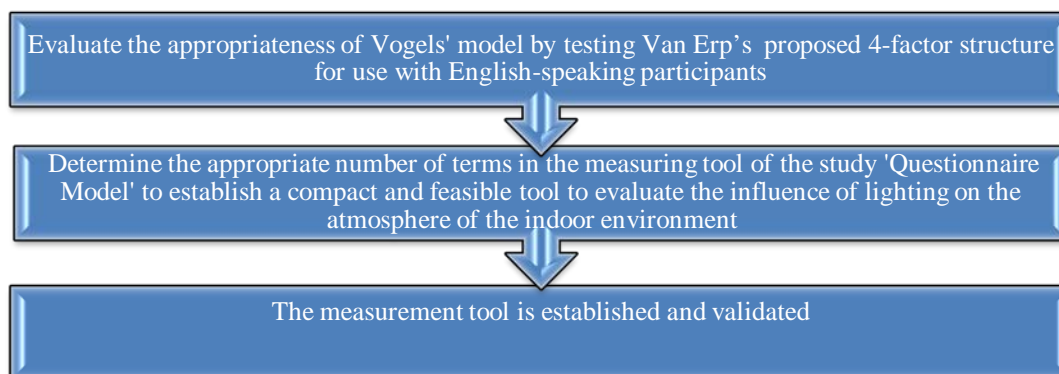 Evaluate the appropriateness of Vogels' model by testing Van Erp’s proposed 4-factor structure
for use with English-speaking participants
Determine the appropriate number of terms in the measuring tool of the study 'Questionnaire
Model' to establish a compact and feasible tool to evaluate the influence of lighting on the
atmosphere of the indoor environment
The measurement tool is established and validated